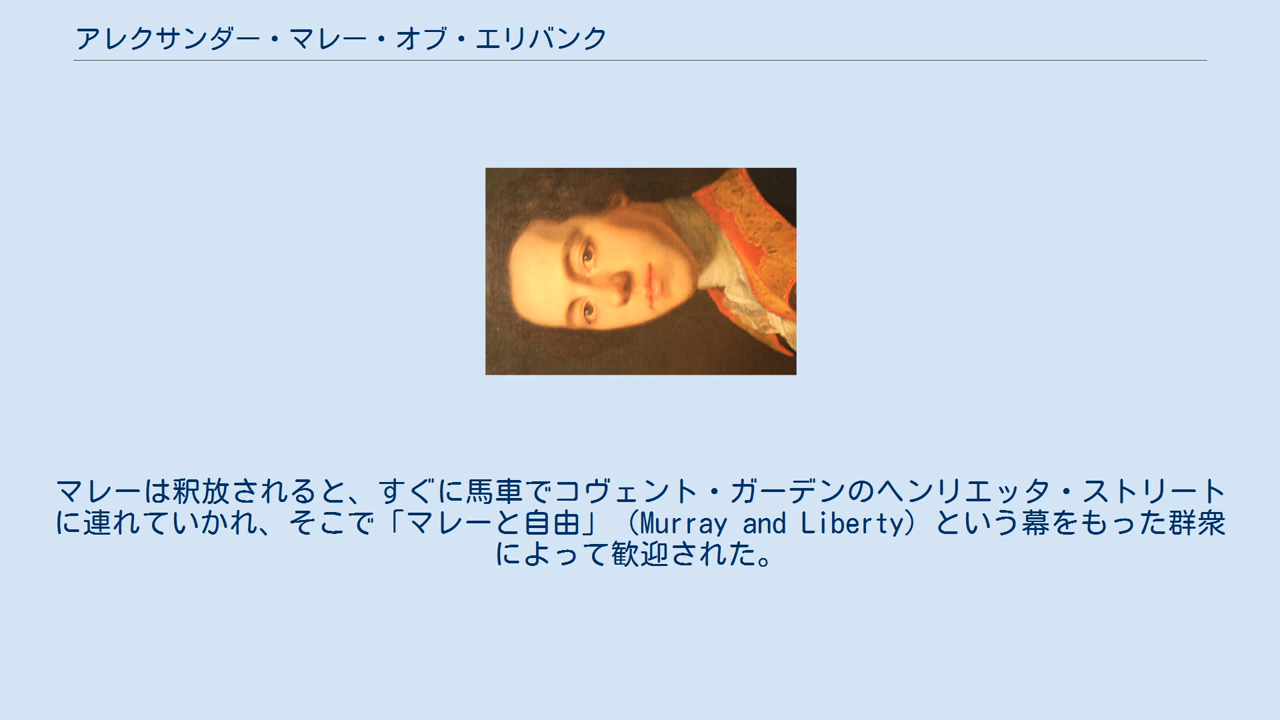 アレクサンダー・マレー・オブ・エリバンク
マレーは釈放されると、すぐに馬車でコヴェント・ガーデンのヘンリエッタ・ストリート
に連れていかれ、そこで「マレーと自由」（Murray and Liberty）という幕をもった群衆
によって歓迎された。